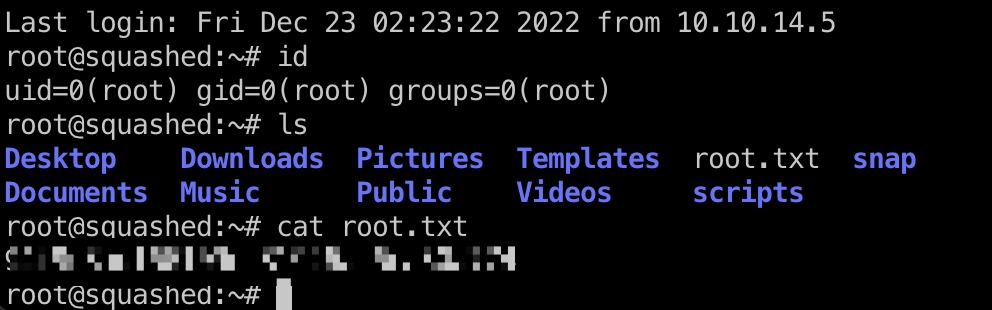 Last login: Fri Dec 23 02:23:22 2022 from 10.10.14.5
root@squashed:~# id
uid=0(root) gid=0(root) groups=0(root)
root@squashed:~# ls
Desktop Downloads Pictures Templates root.txt snap
Documents Music Public Videos scripts
root@squashed:~# cat root.txt
root@squashed:~#